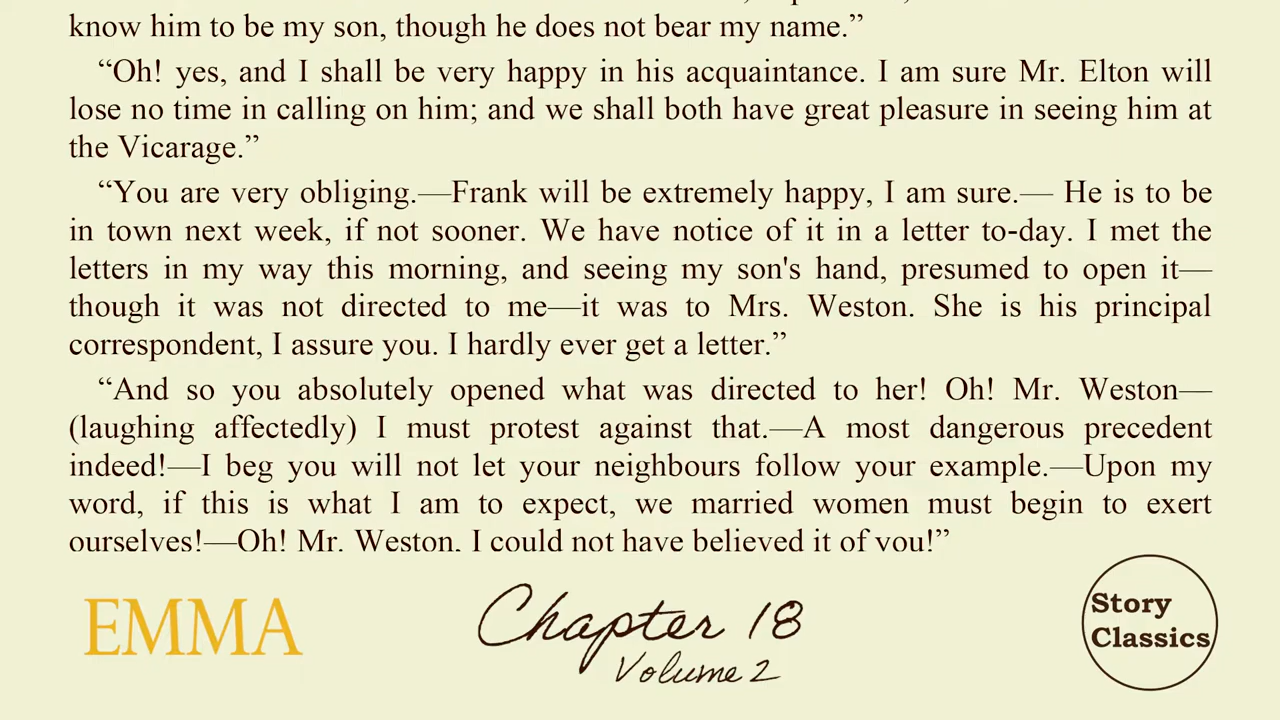 know him to be my son, though he does not bear my name.”
“Oh! yes, and I shall be very happy in his acquaintance. I am sure Mr. Elton will
lose no time in calling on him; and we shall both have great pleasure in seeing him at
the Vicarage.”
“You are very obliging.—Frank will be extremely happy, I am sure.— He is to be
in town next week, if not sooner. We have notice of it in a letter to-day. I met the
letters in my way this morning, and seeing my son's hand, presumed to open it—
though it was not directed to me—it was to Mrs. Weston. She is his principal
correspondent, I assure you. I hardly ever get a letter.”
“And so you absolutely opened what was directed to her! Oh! Mr. Weston—
(laughing affectedly) I must protest against that.—A most dangerous precedent
indeed!—I beg you will not let your neighbours follow your example.—Upon my
word, if this is what I am to expect, we married women must begin to exert
ourselves!—Oh! Mr. Weston, I could not have believed it of you!”
EMMA
Chapter 18
Volume 2
Story
Classics